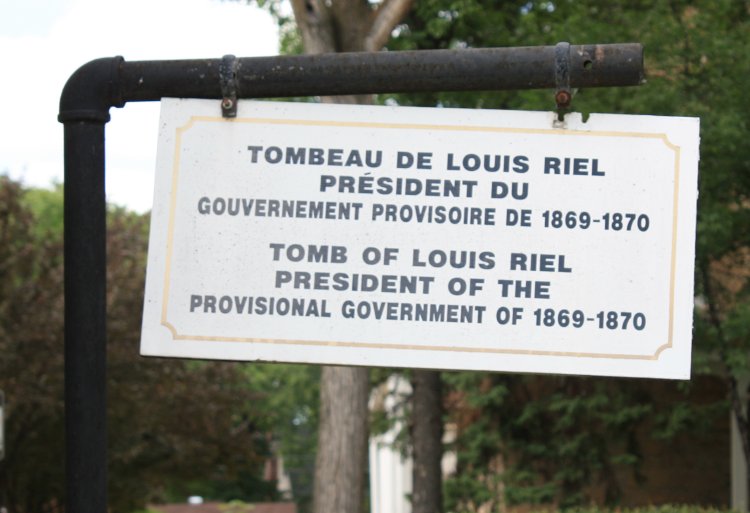 TOMBEAU DE LOUIS RIEL
PRÉSIDENT DU
GOUVERNEMENT PROVISOIRE DE 1869-1870
TOMB OF LOUIS RIEL
PRESIDENT OF THE
PROVISIONAL GOVERNMENT OF 1869-1870